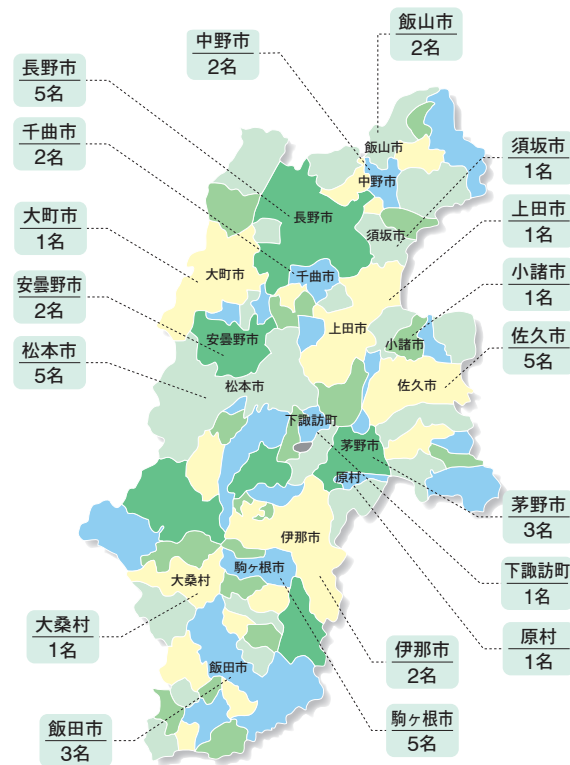 飯山市
2名
中野市
2名
長野市
5名
千曲市
2名
須坂市
1名
上田市
1名
大町市
1名
小諸市
1名
安曇野市
2名
佐久市
5名
松本市
5名
飯山市
中野市
長野市
須坂市
大町市
千曲市
上田市
安曇野市
小諸市
松本市
佐久市
下諏訪町
茅野市
原村
伊那市
駒ヶ根市
大桑村
飯田市
茅野市
3名
下諏訪町
1名
大桑村
1名
原村
1名
伊那市
2名
飯田市
3名
駒ヶ根市
5名